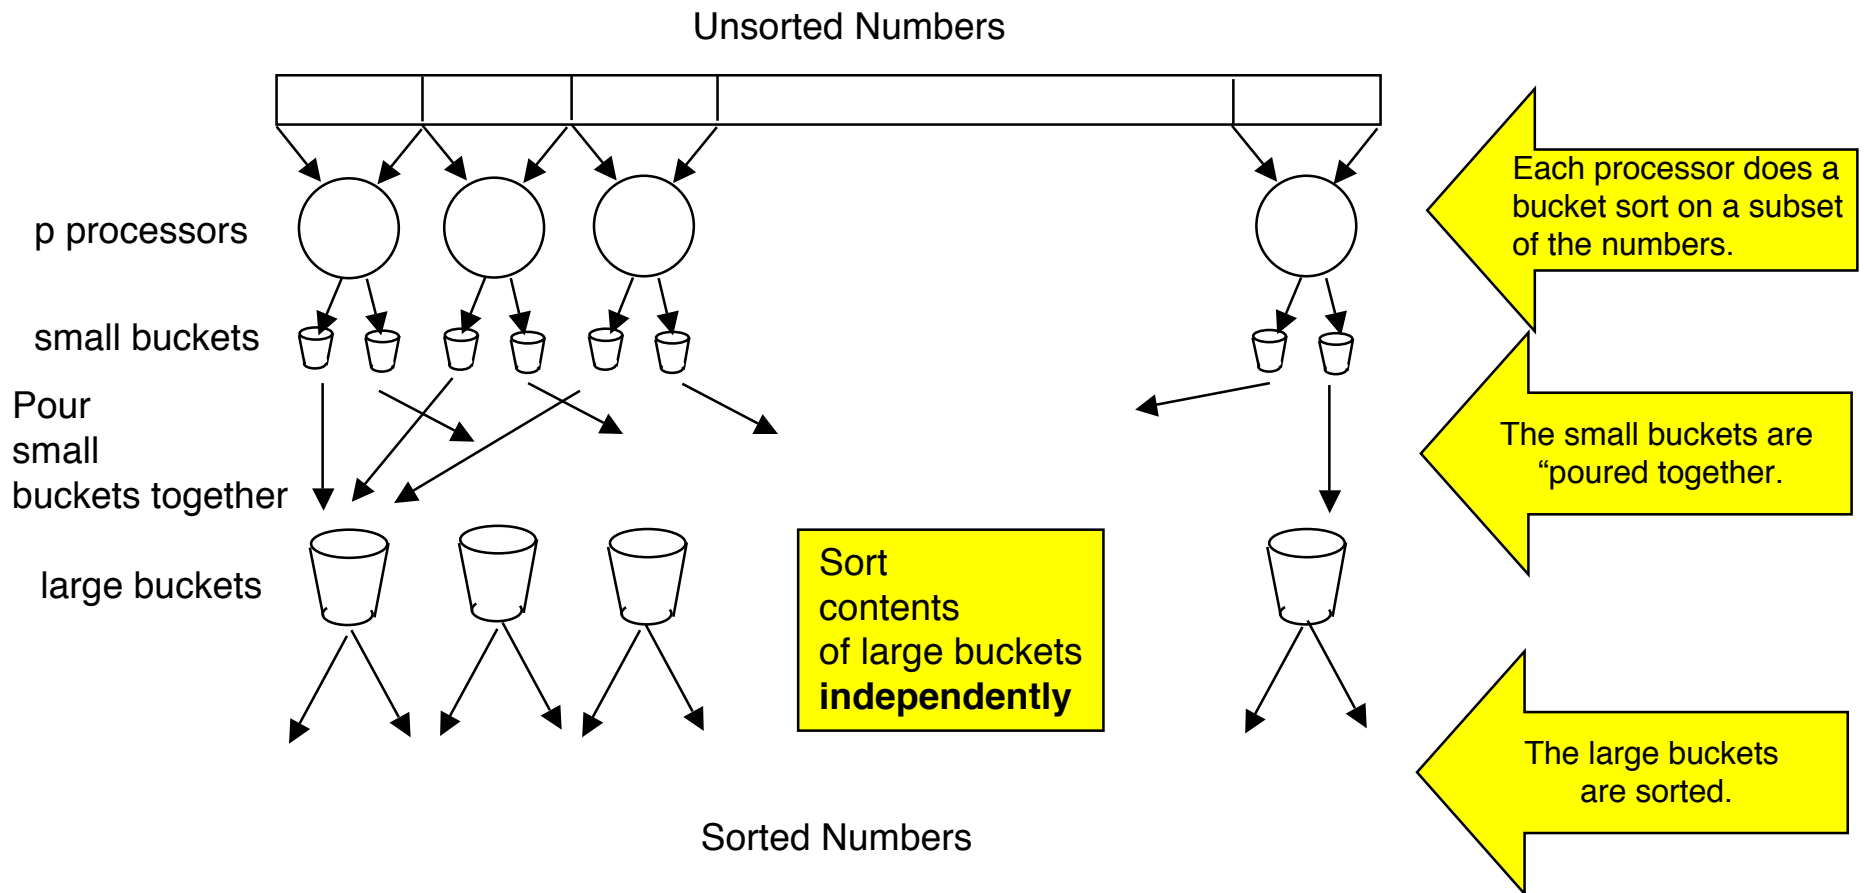 Unsorted Numbers
Each processor does a
bucket sort on a subset
of the numbers.
p processors
small buckets
Pour
small
buckets together
The small buckets are
“poured together.
large buckets
Sort
contents
of large buckets
independently
The large buckets
are sorted.
Sorted Numbers